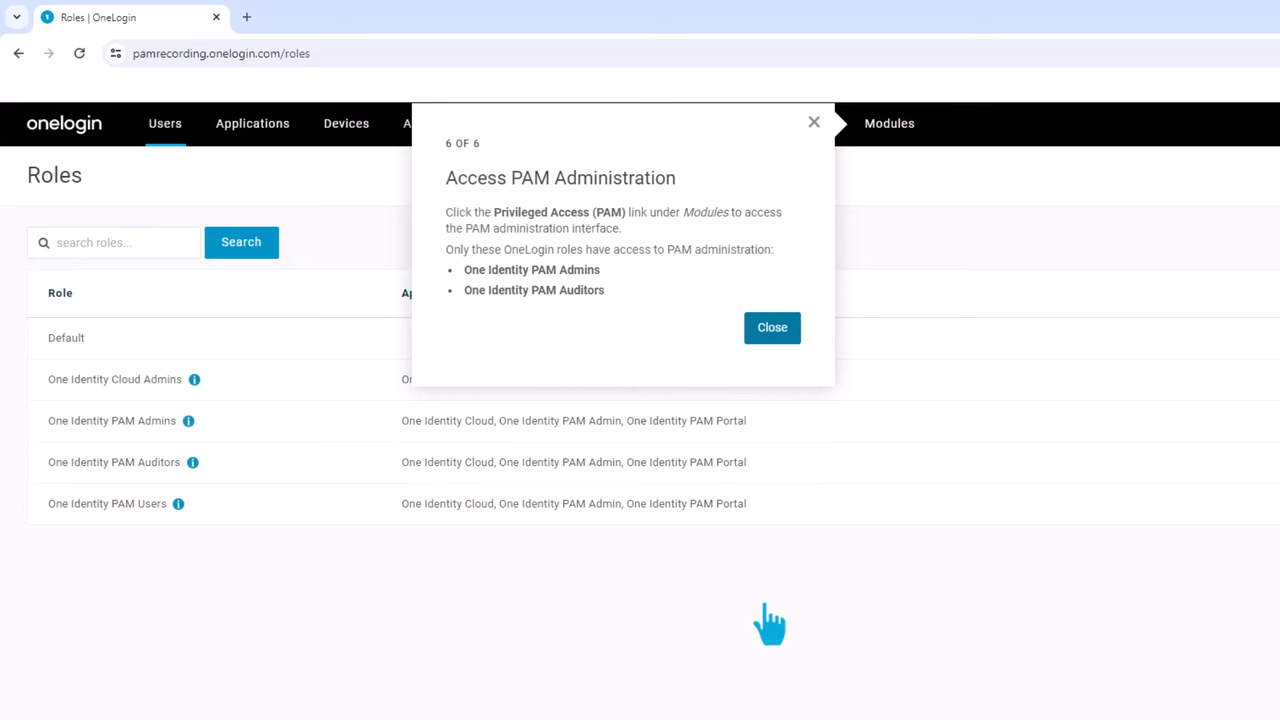 Roles | OneLogin
pamrecording.onelogin.com/roles
onelogin Users Applications Devices A Modules
6 OF 6
Access PAM Administration
Click the Privileged Access (PAM) link under Modules to access
the PAM administration interface.
Only these OneLogin roles have access to PAM administration:
• One Identity PAM Admins
• One Identity PAM Auditors
Close
Roles
search roles... Search
Role Ap
Default
One Identity Cloud Admins On
One Identity PAM Admins One Identity Cloud, One Identity PAM Admin, One Identity PAM Portal
One Identity PAM Auditors One Identity Cloud, One Identity PAM Admin, One Identity PAM Portal
One Identity PAM Users One Identity Cloud, One Identity PAM Admin, One Identity PAM Portal